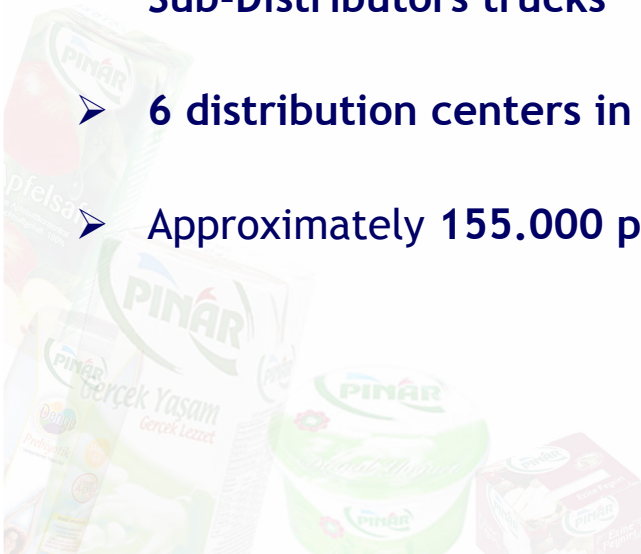 Sub-Distributors trucks
➢ 6 distribution centers in
➢ Approximately 155.000 p
PINAR
pfelsa
PINAR
Gerçek Yaşam
Gerçek Lezzet
PINAR
PINAR
PINAR
PINAR
PINAR